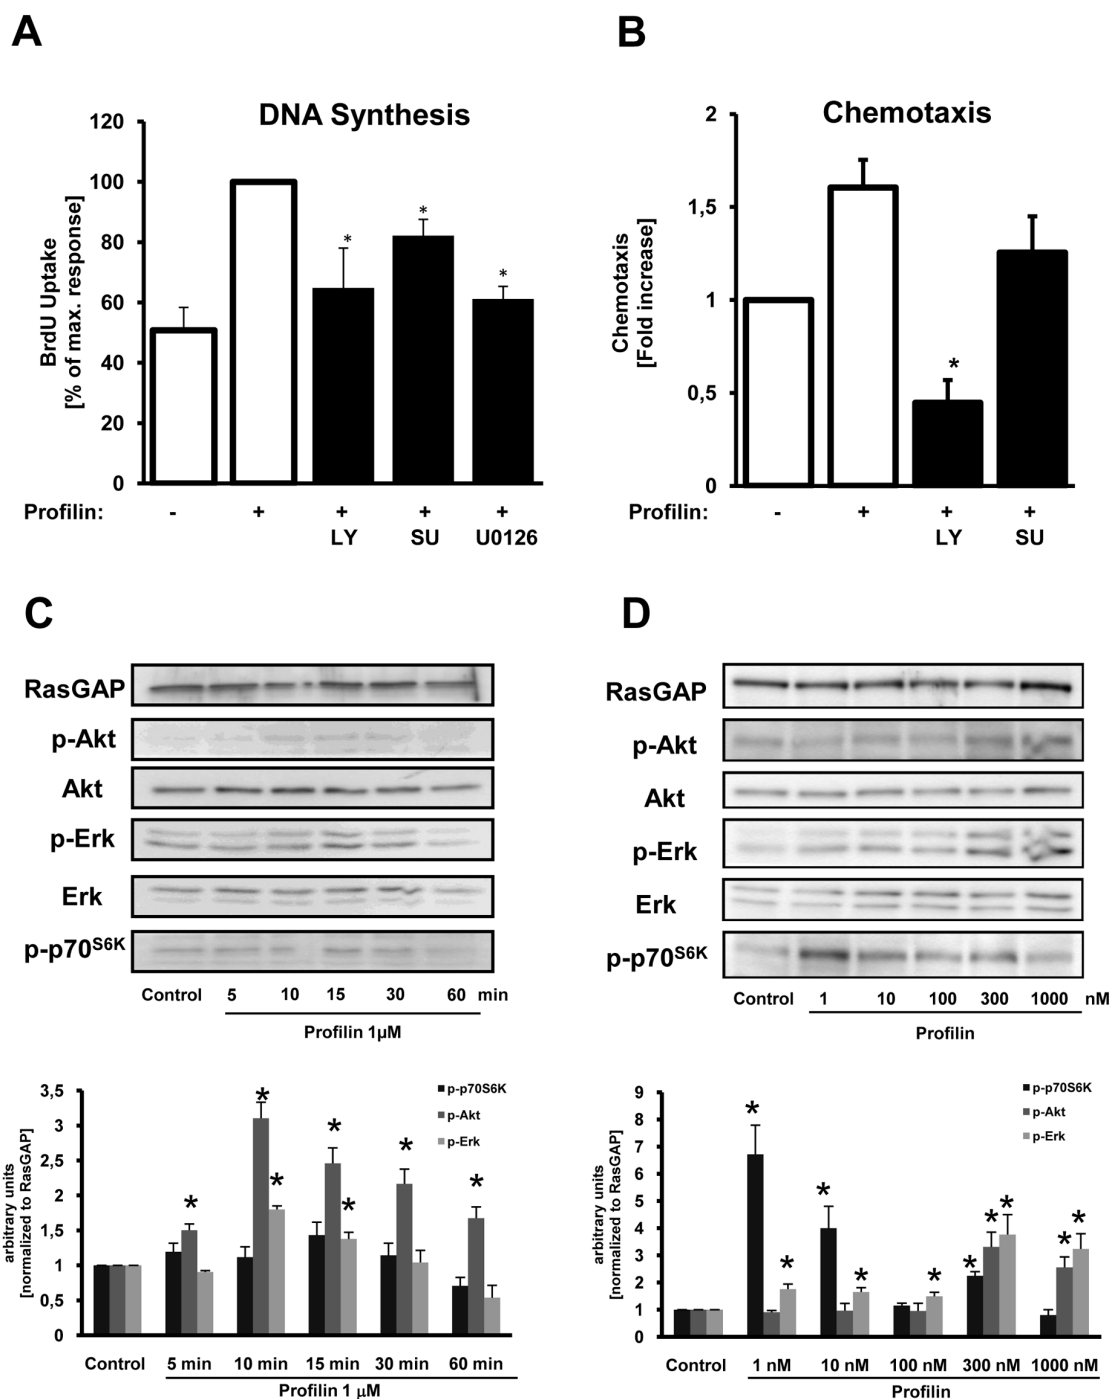 A
DNA Synthesis
BrdU Uptake
[% of max. response]
120
100
80
60
40
20
0
*
*
*
Profilin: - + + + +
LY SU U0126
B
Chemotaxis
Chemotaxis
[Fold increase]
2
1,5
1
0,5
0
*
Profilin: - + + +
LY SU
C
RasGAP
p-Akt
Akt
p-Erk
Erk
p-p70S6K
Control 5 10 15 30 60 min
Profilin 1µM
arbitrary units
[normalized to RasGAP]
3,5
3
2,5
2
1,5
1
0,5
0
p-p70S6K
p-Akt
p-Erk
* * * * * * *
Control 5 min 10 min 15 min 30 min 60 min
Profilin 1 µM
D
RasGAP
p-Akt
Akt
p-Erk
Erk
p-p70S6K
Control 1 10 100 300 1000 nM
Profilin
arbitrary units
[normalized to RasGAP]
9
8
7
6
5
4
3
2
1
0
p-p70S6K
p-Akt
p-Erk
* * * * * * * * * *
Control 1 nM 10 nM 100 nM 300 nM 1000 nM
Profilin